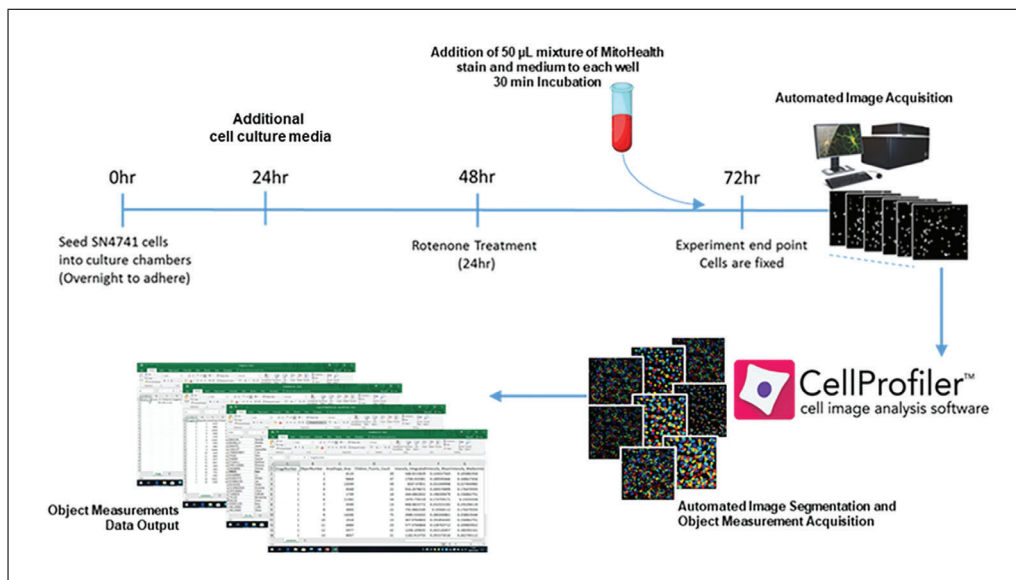 Addition of 50 µL mixture of MitoHealth
stain and medium to each well
30 min Incubation
Automated Image Acquisition
Additional
cell culture media
0hr
24hr
48hr
72hr
Seed SN4741 cells
into culture chambers
(Overnight to adhere)
Rotenone Treatment
(24hr)
Experiment end point
Cells are fixed
CellProfiler™
cell image analysis software
Automated Image Segmentation and
Object Measurement Acquisition
Object Measurements
Data Output